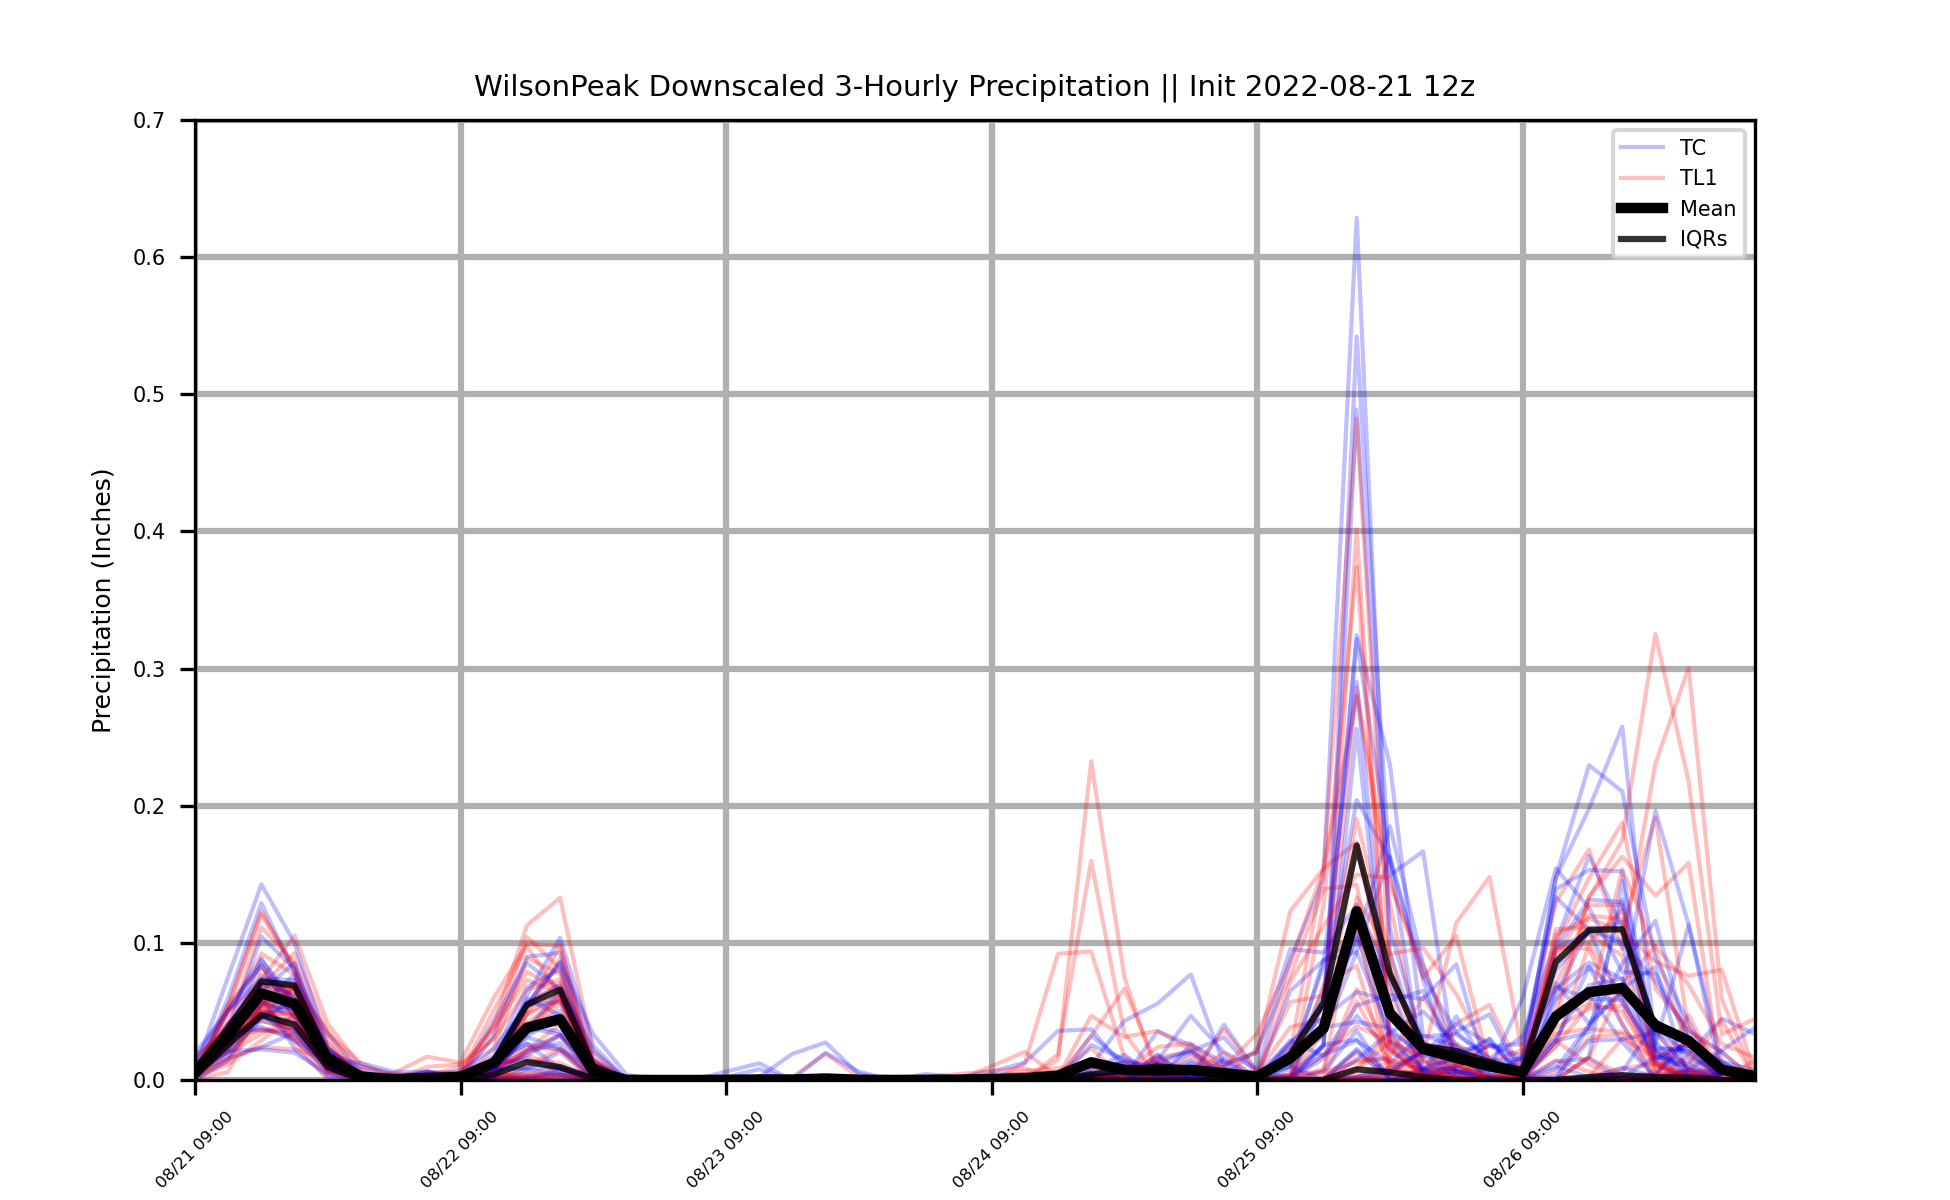 WilsonPeak Downscaled 3-Hourly Precipitation || Init 2022-08-21 12z
Precipitation (Inches)
0.7
0.6
0.5
0.4
0.3
0.2
0.1
0.0
TC
TL1
Mean
IQRs
08/21 09:00
08/22 09:00
08/23 09:00
08/24 09:00
08/25 09:00
08/26 09:00